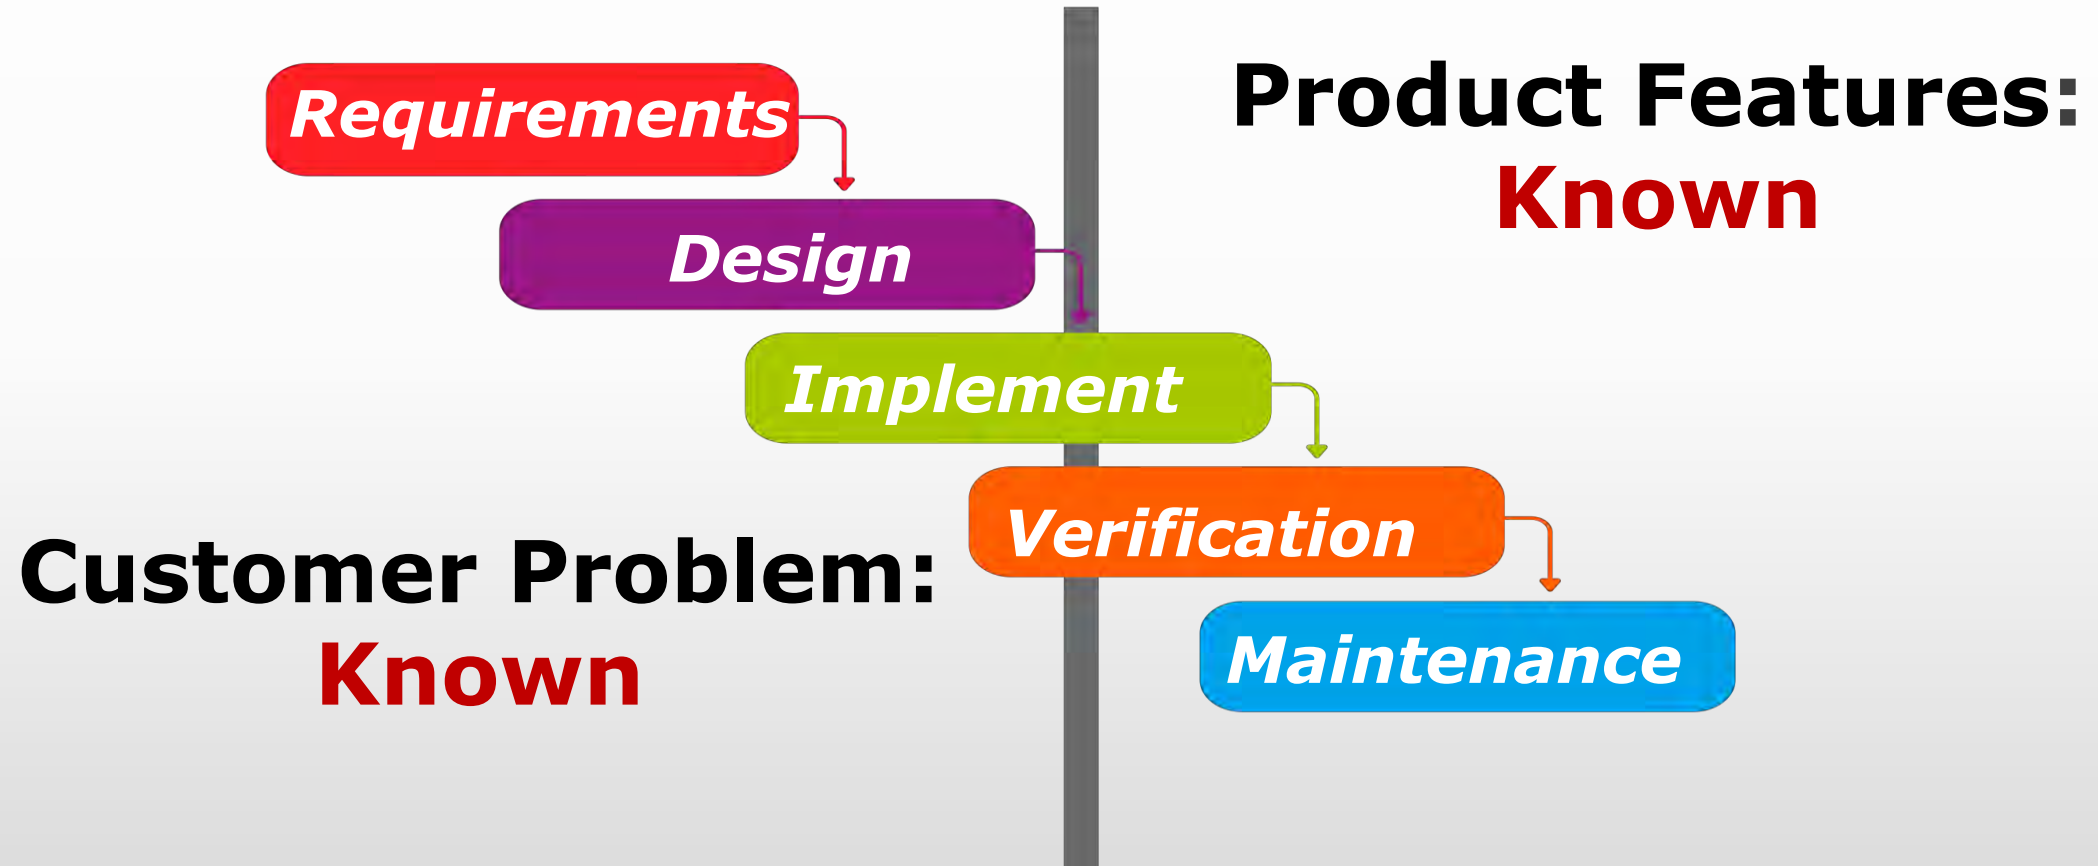 Requirements
Product Features:
Known
Design
Implement
Verification
Customer Problem:
Known
Maintenance